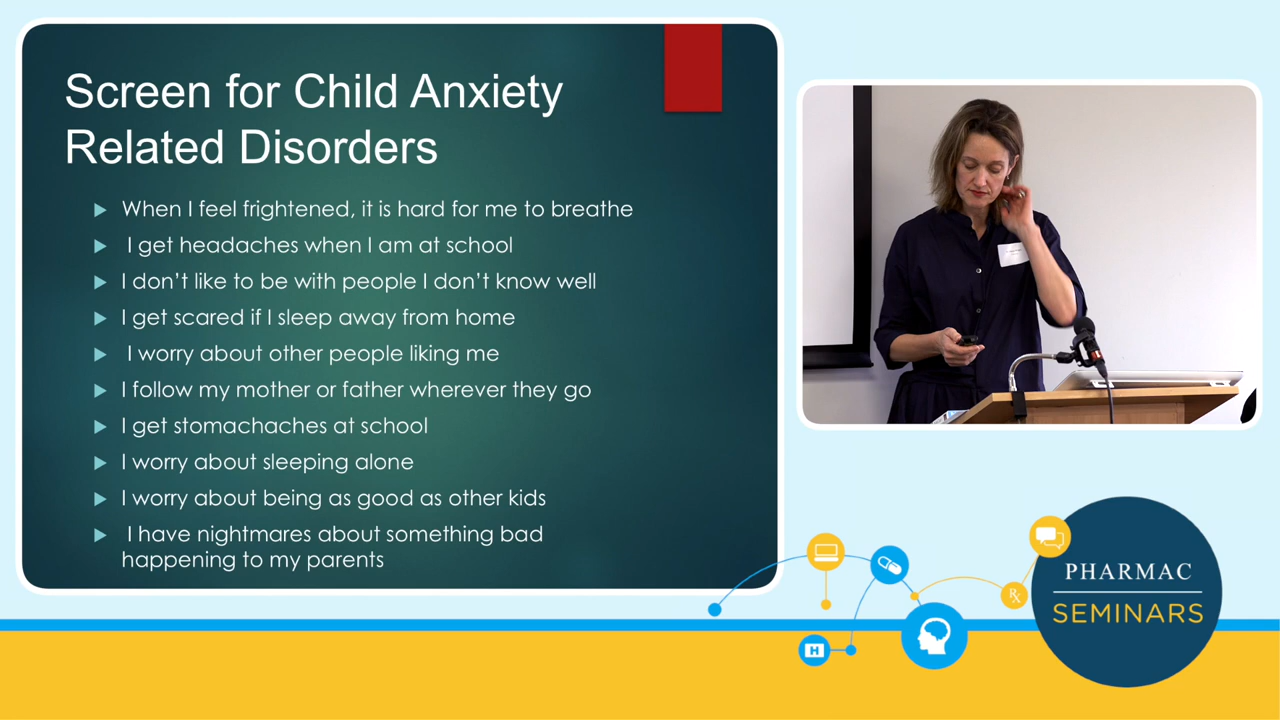 Screen for Child Anxiety
Related Disorders
When I feel frightened, it is hard for me to breathe
I get headaches when I am at school
I don't like to be with people I don't know well
I get scared if I sleep away from home
I worry about other people liking me
I follow my mother or father wherever they go
I get stomachaches at school
I worry about sleeping alone
I worry about being as good as other kids
I have nightmares about something bad
happening to my parents
H
Rx
PHARMAC
SEMINARS